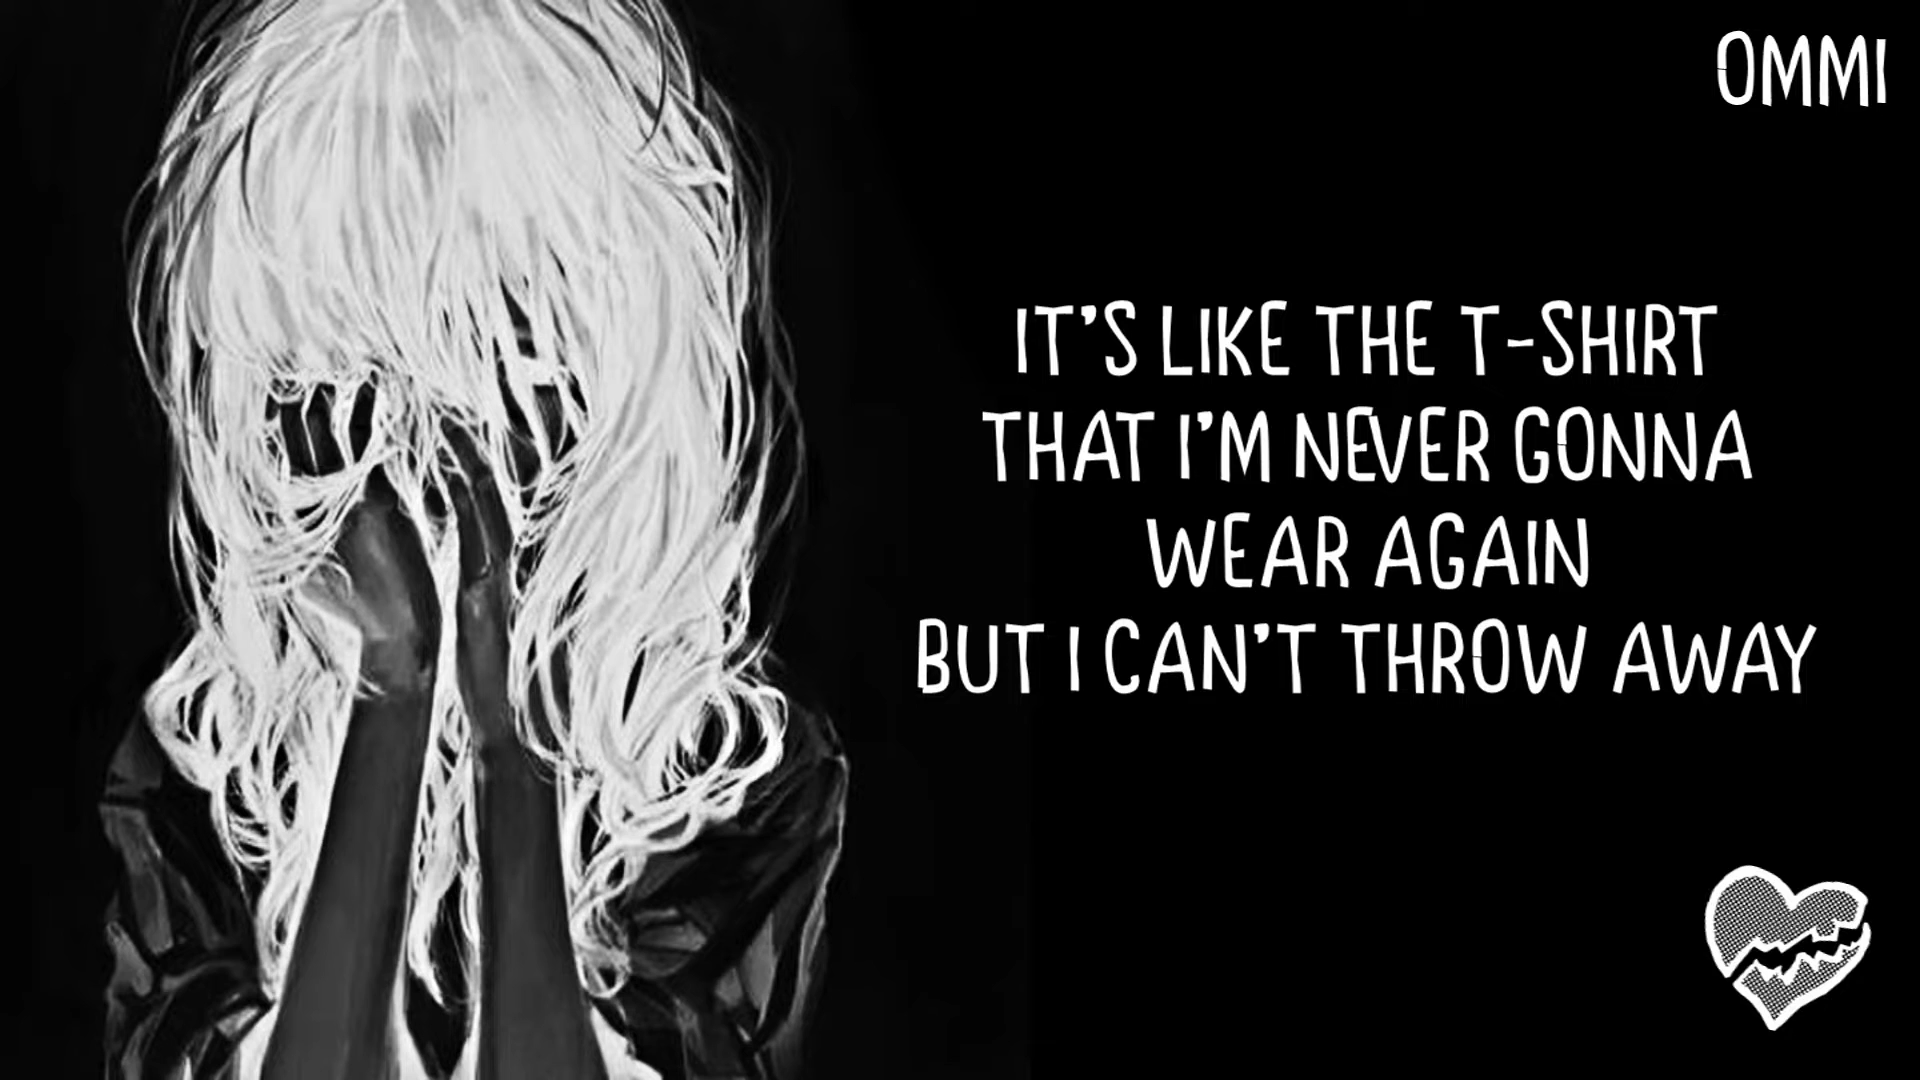 OMMI
IT'S LIKE THE T-SHIRT
THAT I'M NEVER GONNA
WEAR AGAIN
BUT I CAN'T THROW AWAY